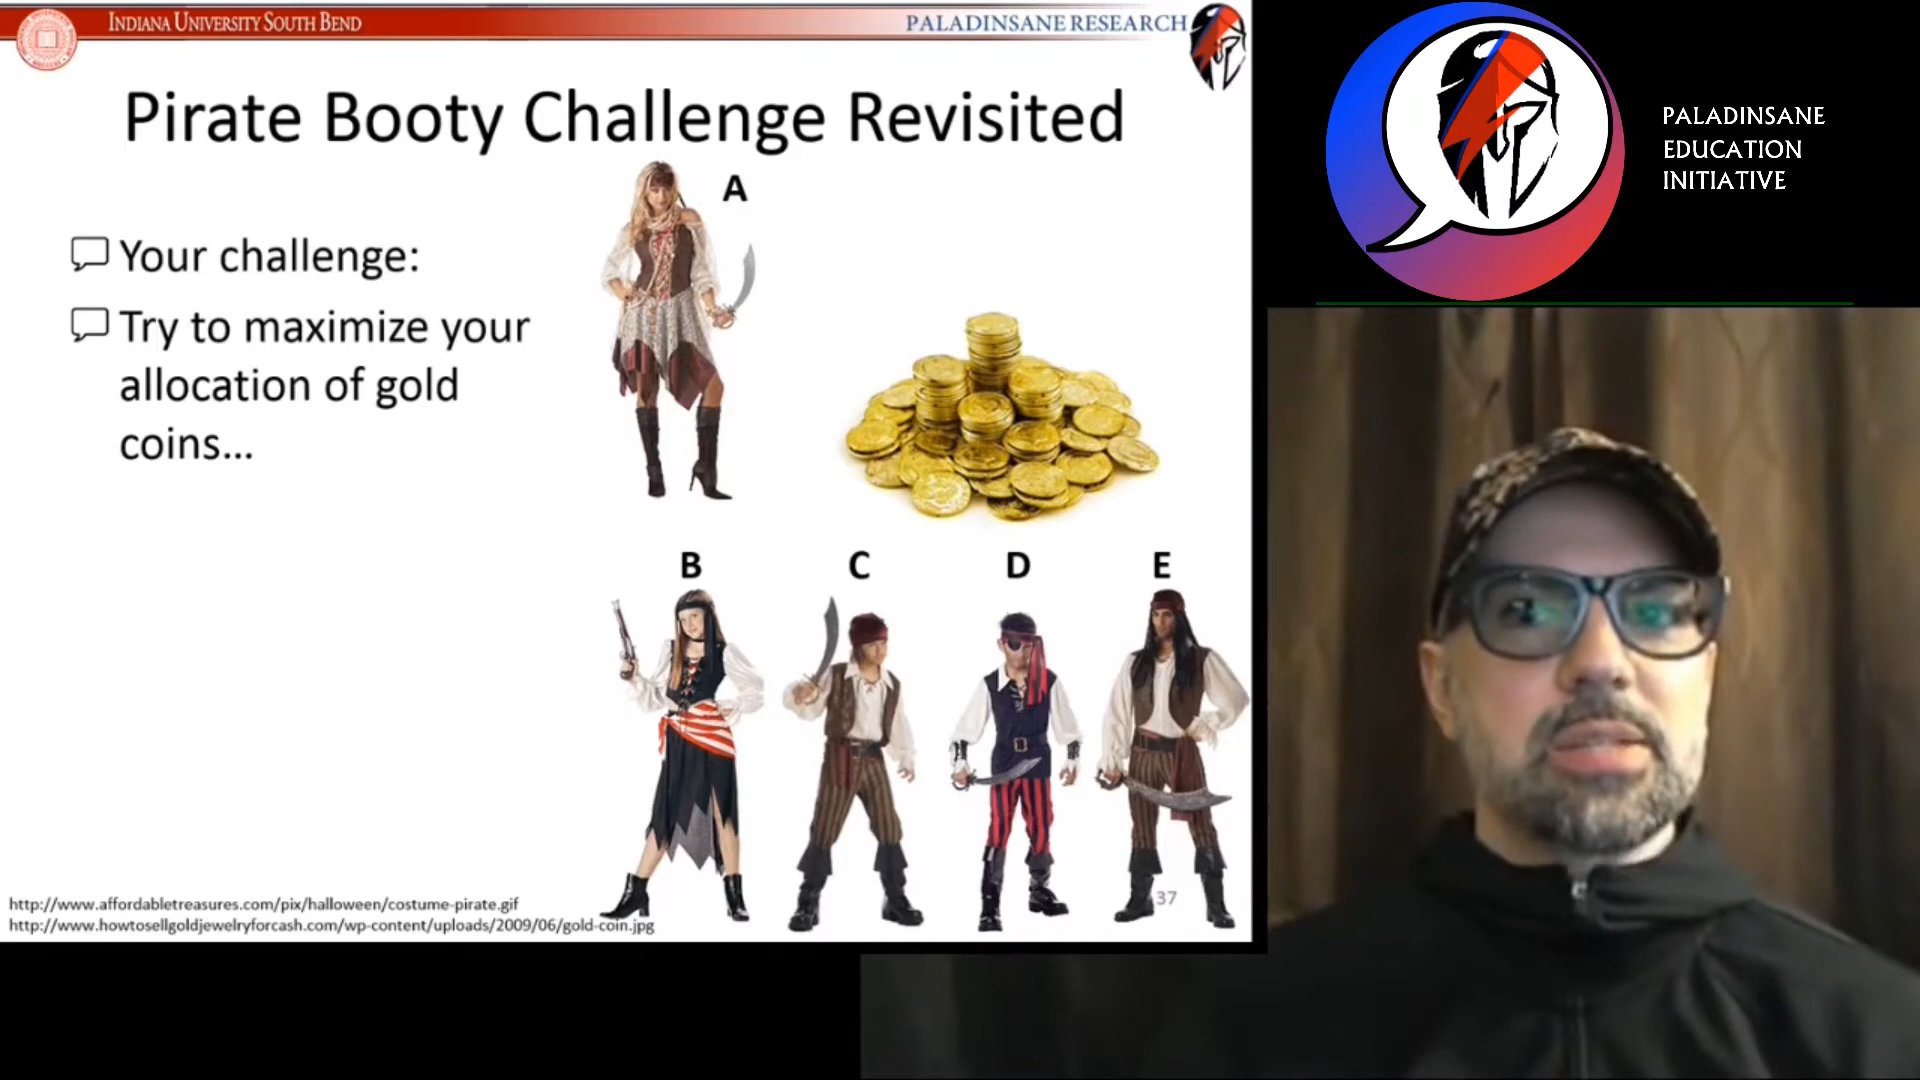 INDIANA UNIVERSITY SOUTH BEND
PALADINSANE RESEARCH
Pirate Booty Challenge Revisited
A
Your challenge:
Try to maximize your
allocation of gold
coins...
B C D E
37
http://www.affordabletreasures.com/pix/halloween/costume-pirate.gif
http://www.howtosellgoldjewelryforcash.com/wp-content/uploads/2009/06/gold-coin.jpg
PALADINSANE
EDUCATION
INITIATIVE